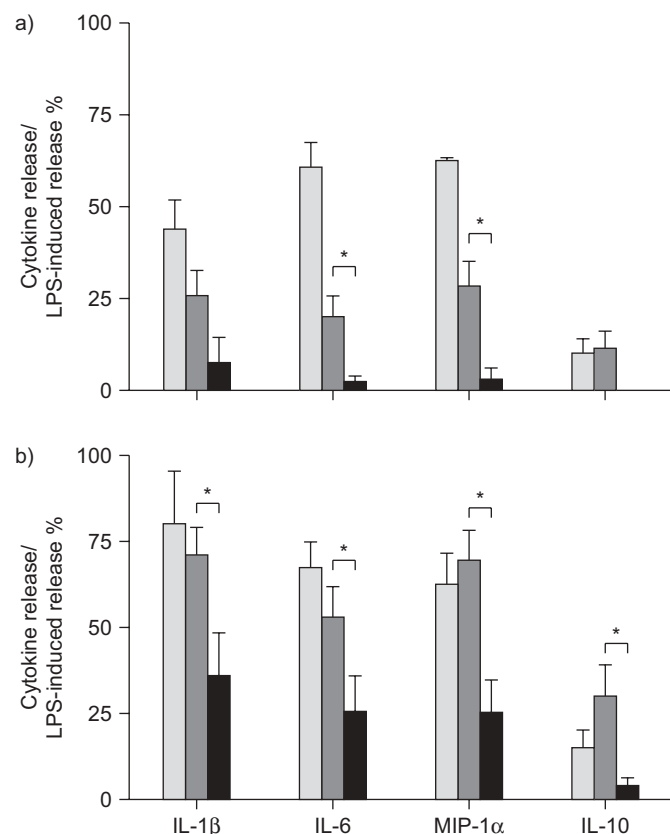 a)
100
75
50
25
0
Cytokine release/
LPS-induced release %
*
*
b)
100
75
50
25
0
Cytokine release/
LPS-induced release %
*
*
*
*
IL-1β IL-6 MIP-1α IL-10